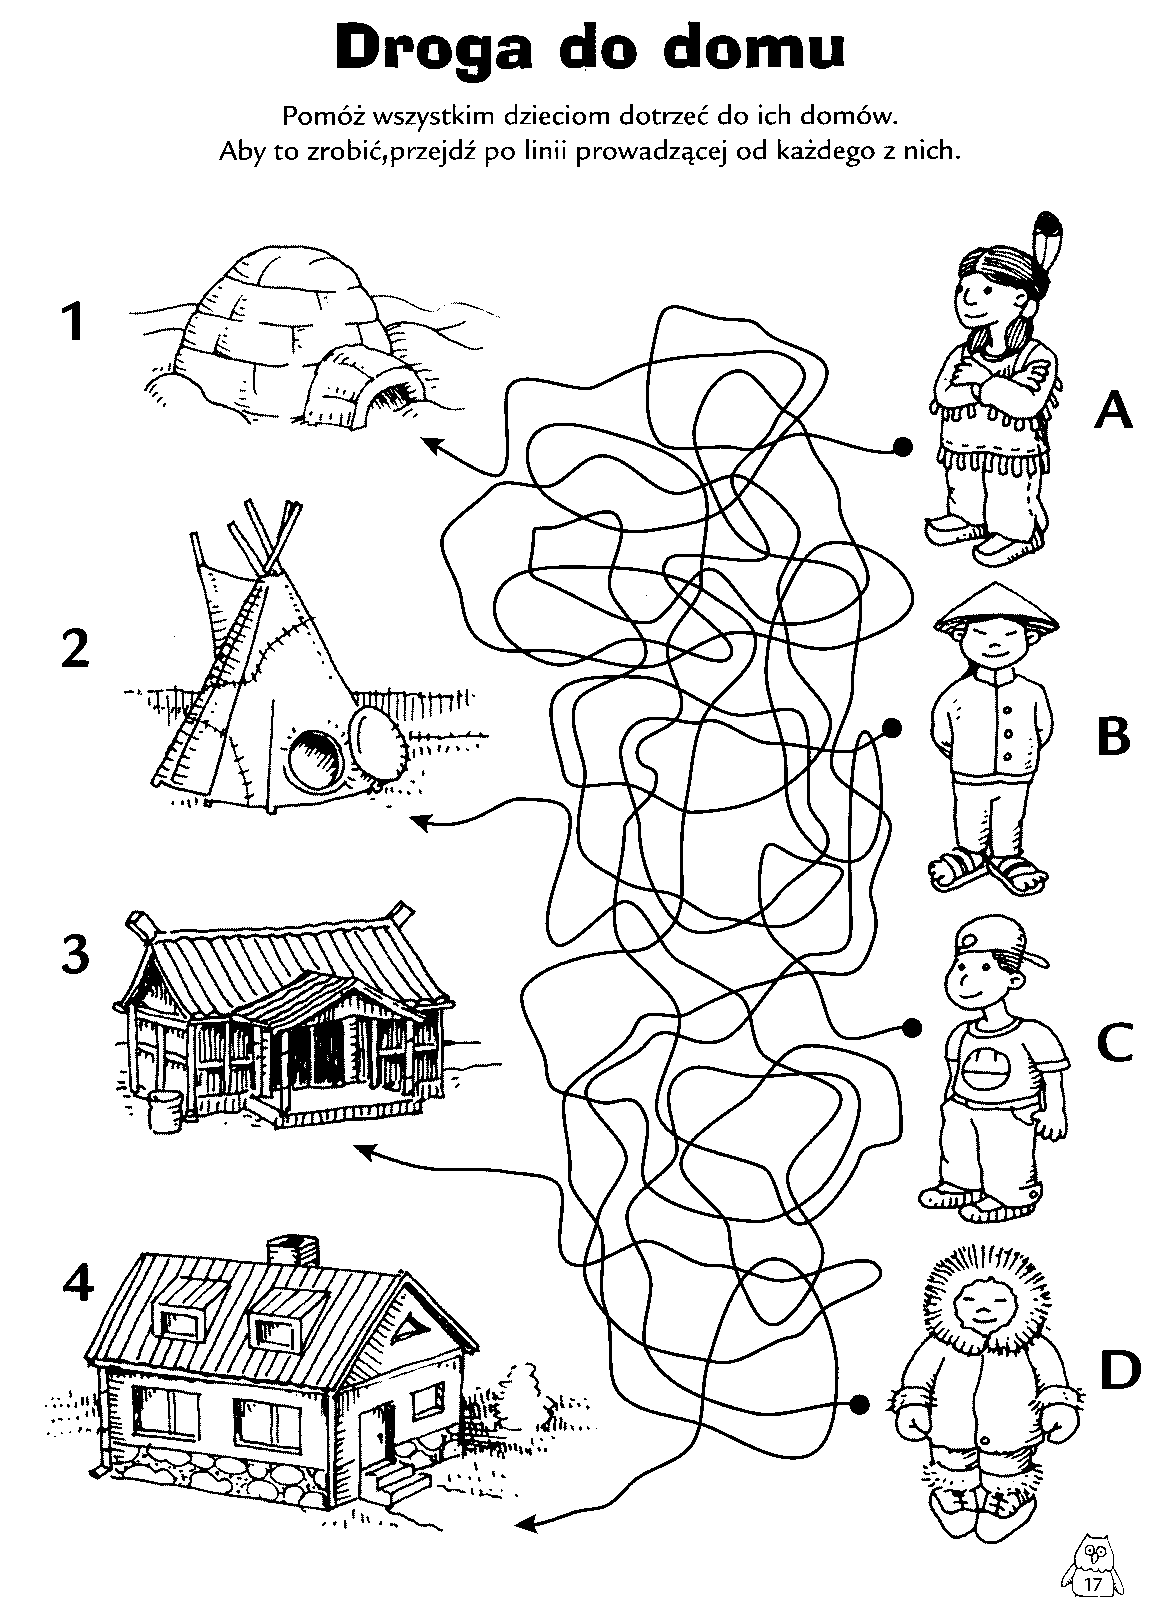 Droga do domu
Pomóż wszystkim dzieciom dotrzeć do ich domów.
Aby to zrobić,przejdź po linii prowadzącej od każdego z nich.
1
A
2
B
3
C
4
D
17